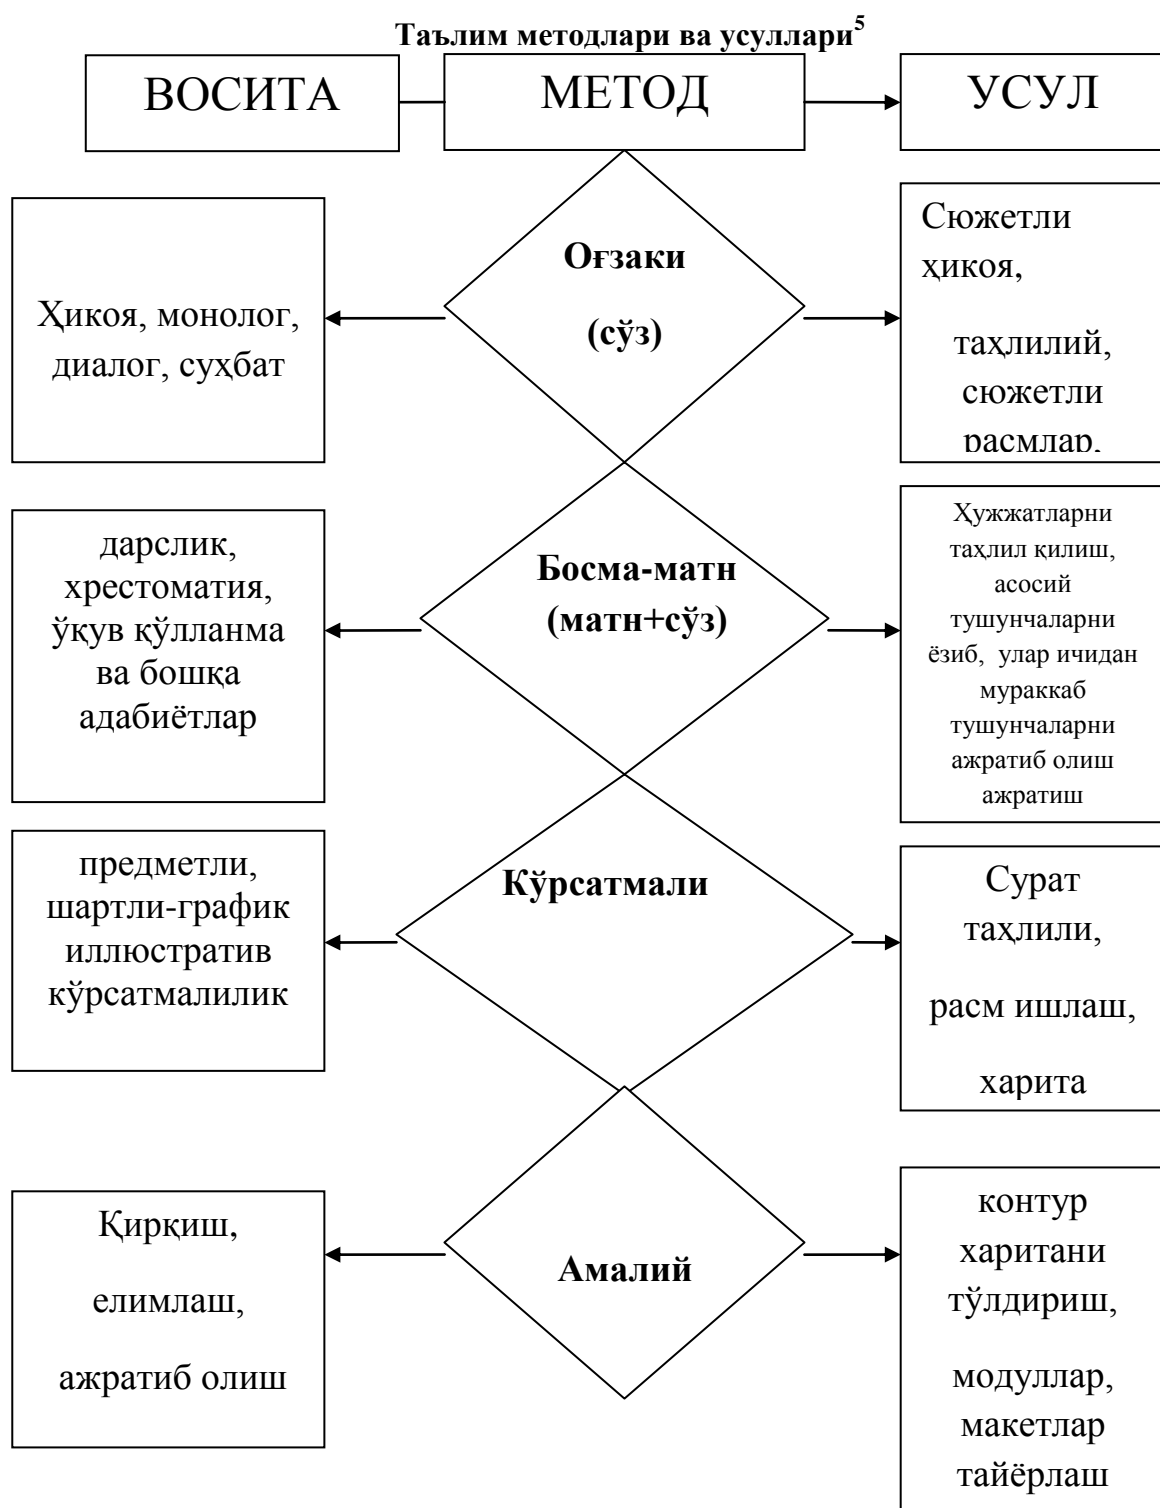 Таълим методлари ва усуллари5
ВОСИТА
МЕТОД
УСУЛ
Ҳикоя, монолог,
диалог, суҳбат
Оғзаки
(сўз)
Сюжетли
ҳикоя,
таҳлилий,
сюжетли
расмлар,
дарслик,
хрестоматия,
ўқув қўлланма
ва бошқа
адабиётлар
Босма-матн
(матн+сўз)
Ҳужжатларни
таҳлил қилиш,
асосий
тушунчаларни
ёзиб, улар ичидан
мураккаб
тушунчаларни
ажратиб олиш
ажратиш
предметли,
шартли-график
иллюстратив
кўрсатмалилик
Кўрсатмали
Сурат
таҳлили,
расм ишлаш,
харита
Қирқиш,
елимлаш,
ажратиб олиш
Амалий
контур
харитани
тўлдириш,
модуллар,
макетлар
тайёрлаш